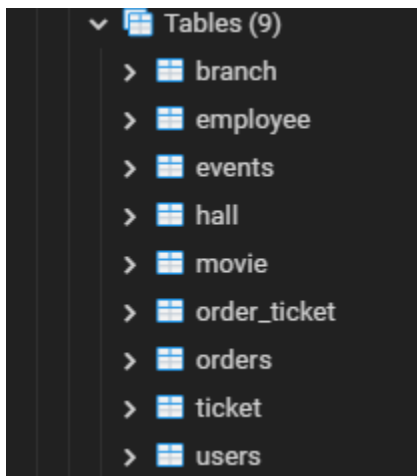 Tables (9)
branch
employee
events
hall
movie
order_ticket
orders
ticket
users